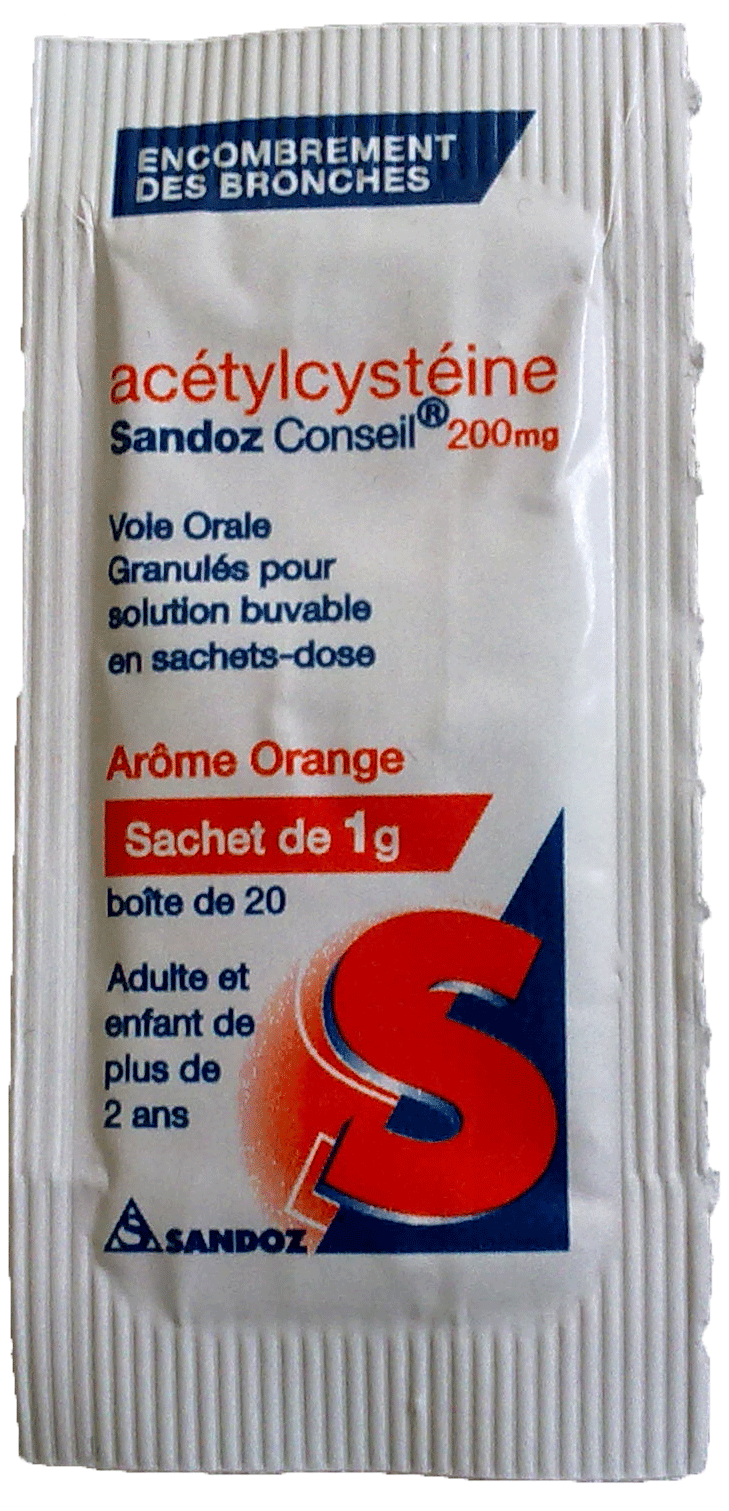 ENCOMBREMENT
DES BRONCHES
acétylcystéine
Sandoz Conseil® 200mg
Voie Orale
Granulés pour
solution buvable
en sachets-dose
Arôme Orange
Sachet de 1g
boîte de 20
Adulte et
enfant de
plus de
2 ans
S
SANDOZ